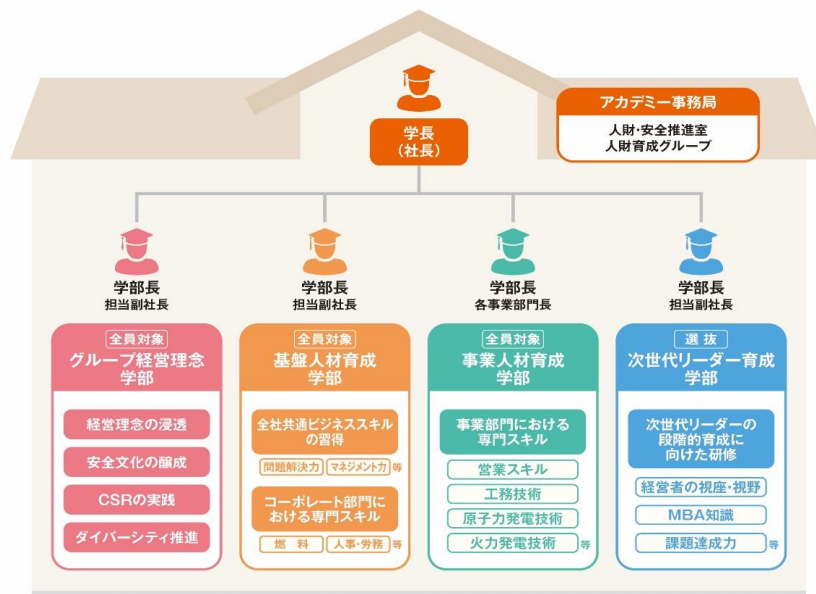 学長
（社長）
アカデミー事務局
人財・安全推進室
人財育成グループ
学部長
担当副社長
全員対象
グループ経営理念
学部
経営理念の浸透
安全文化の醸成
CSRの実践
ダイバーシティ推進
学部長
担当副社長
全員対象
基盤人材育成
学部
全社共通ビジネススキル
の習得
問題解決力 マネジメント力 等
コーポレート部門に
おける専門スキル
燃 料 人事・労務 等
学部長
各事業部門長
全員対象
事業人材育成
学部
事業部門における
専門スキル
営業スキル
工務技術
原子力発電技術
火力発電技術 等
学部長
担当副社長
選 抜
次世代リーダー育成
学部
次世代リーダーの
段階的育成に
向けた研修
経営者の視座・視野
MBA知識
課題達成力 等